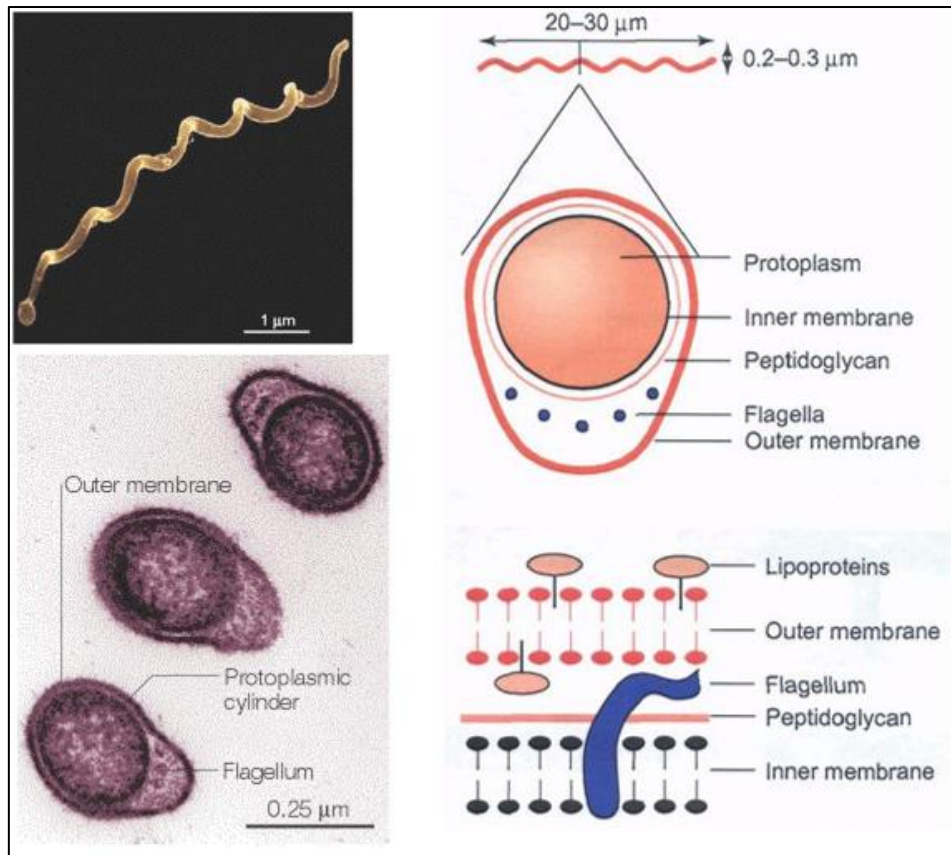 1 μm
Outer membrane
Protoplasmic
cylinder
Flagellum
0.25 μm
20–30 μm
0.2–0.3 μm
Protoplasm
Inner membrane
Peptidoglycan
Flagella
Outer membrane
Lipoproteins
Outer membrane
Flagellum
Peptidoglycan
Inner membrane